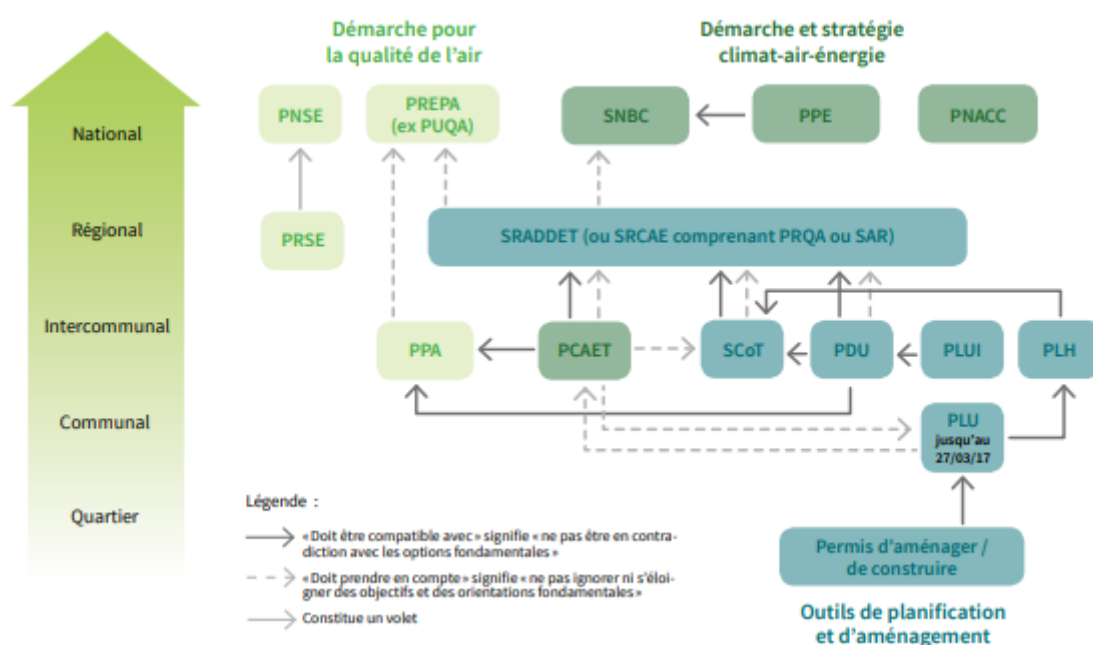 Démarche pour
la qualité de l'air
Démarche et stratégie
climat-air-énergie
National
PNSE
PREPA
(ex PUQA)
SNBC
PPE
PNACC
Régional
PRSE
SRADDET (ou SRCAE comprenant PRQA ou SAR)
Intercommunal
PPA
PCAET
SCoT
PDU
PLUI
PLH
Communal
PLU
jusqu'au
27/03/17
Quartier
Légende :
« Doit être compatible avec » signifie « ne pas être en contra-
diction avec les options fondamentales »
« Doit prendre en compte » signifie « ne pas ignorer ni s'éloi-
gner des objectifs et des orientations fondamentales »
Constitue un volet
Permis d'aménager /
de construire
Outils de planification
et d'aménagement